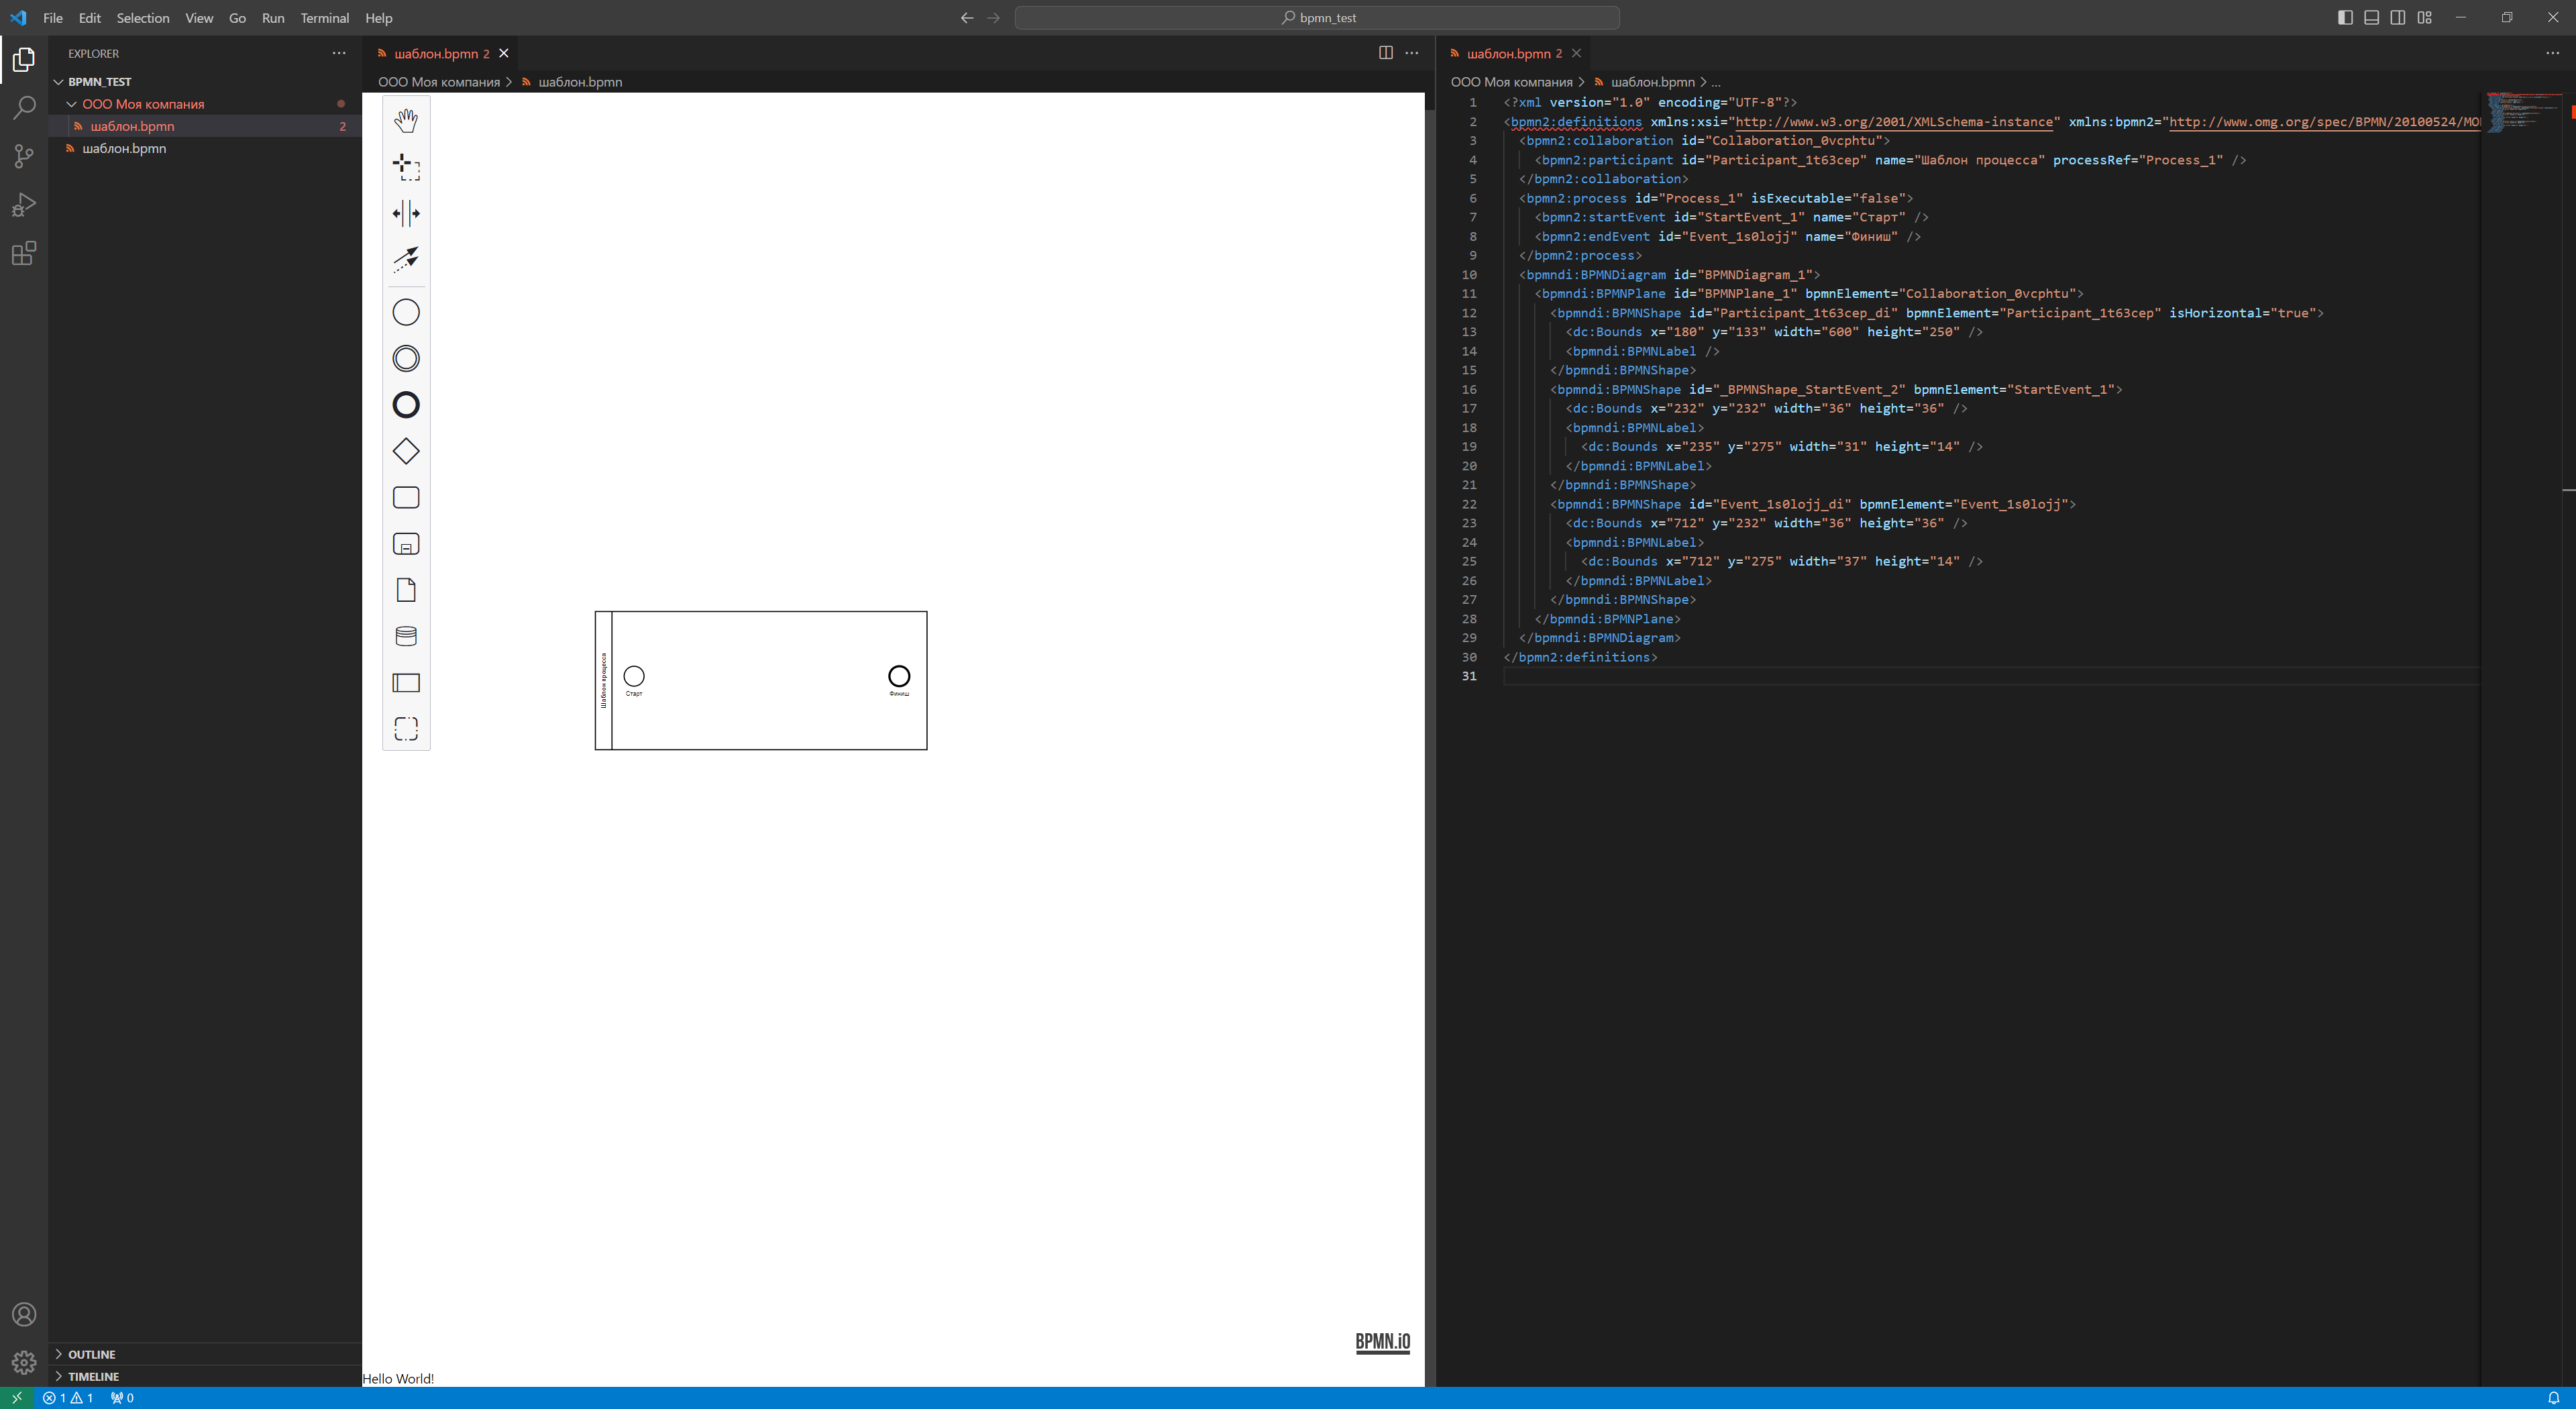 File Edit Selection View Go Run Terminal Help
bpmn_test
EXPLORER
BPMN_TEST
ООО Моя компания
шаблон.bpmn 2
шаблон.bpmn
OUTLINE
TIMELINE
шаблон.bpmn 2
ООО Моя компания > шаблон.bpmn
Шаблон процесса
Старт
Финиш
BPMN.iO
Hello World!
шаблон.bpmn 2
ООО Моя компания > шаблон.bpmn > ...
1 <?xml version="1.0" encoding="UTF-8"?>
2 <bpmn2:definitions xmlns:xsi="http://www.w3.org/2001/XMLSchema-instance" xmlns:bpmn2="http://www.omg.org/spec/BPMN/20100524/MO
3 <bpmn2:collaboration id="Collaboration_0vcphtu">
4 <bpmn2:participant id="Participant_1t63cep" name="Шаблон процесса" processRef="Process_1" />
5 </bpmn2:collaboration>
6 <bpmn2:process id="Process_1" isExecutable="false">
7 <bpmn2:startEvent id="StartEvent_1" name="Старт" />
8 <bpmn2:endEvent id="Event_1s0lojj" name="Финиш" />
9 </bpmn2:process>
10 <bpmndi:BPMNDiagram id="BPMNDiagram_1">
11 <bpmndi:BPMNPlane id="BPMNPlane_1" bpmnElement="Collaboration_0vcphtu">
12 <bpmndi:BPMNShape id="Participant_1t63cep_di" bpmnElement="Participant_1t63cep" isHorizontal="true">
13 <dc:Bounds x="180" y="133" width="600" height="250" />
14 <bpmndi:BPMNLabel />
15 </bpmndi:BPMNShape>
16 <bpmndi:BPMNShape id="_BPMNShape_StartEvent_2" bpmnElement="StartEvent_1">
17 <dc:Bounds x="232" y="232" width="36" height="36" />
18 <bpmndi:BPMNLabel>
19 <dc:Bounds x="235" y="275" width="31" height="14" />
20 </bpmndi:BPMNLabel>
21 </bpmndi:BPMNShape>
22 <bpmndi:BPMNShape id="Event_1s0lojj_di" bpmnElement="Event_1s0lojj">
23 <dc:Bounds x="712" y="232" width="36" height="36" />
24 <bpmndi:BPMNLabel>
25 <dc:Bounds x="712" y="275" width="37" height="14" />
26 </bpmndi:BPMNLabel>
27 </bpmndi:BPMNShape>
28 </bpmndi:BPMNPlane>
29 </bpmndi:BPMNDiagram>
30 </bpmn2:definitions>
31
1 1 0